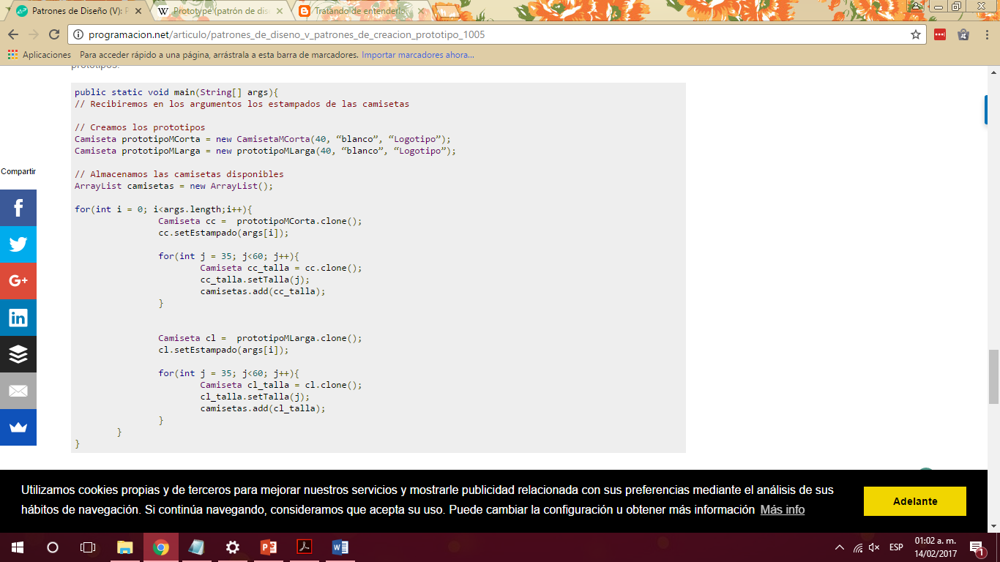 Patrones de Diseño (V): P
Prototype (patrón de dise
Tratando de entenderlo
programacion.net/articulo/patrones_de_diseno_v_patrones_de_creacion_prototipo_1005
Aplicaciones Para acceder rápido a una página, arrástrala a esta barra de marcadores. Importar marcadores ahora...
prototipos.
public static void main(String[] args){
// Recibiremos en los argumentos los estampados de las camisetas
// Creamos los prototipos
Camiseta prototipoMCorta = new CamisetaMCorta(40, “blanco”, “Logotipo”);
Camiseta prototipoMLarga = new prototipoMLarga(40, “blanco”, “Logotipo”);
// Almacenamos las camisetas disponibles
ArrayList camisetas = new ArrayList();
for(int i = 0; i<args.length;i++){
Camiseta cc =  prototipoMCorta.clone();
cc.setEstampado(args[i]);
for(int j = 35; j<60; j++){
Camiseta cc_talla = cc.clone();
cc_talla.setTalla(j);
camisetas.add(cc_talla);
}
Camiseta cl =  prototipoMLarga.clone();
cl.setEstampado(args[i]);
for(int j = 35; j<60; j++){
Camiseta cl_talla = cl.clone();
cl_talla.setTalla(j);
camisetas.add(cl_talla);
}
}
}
Compartir
f
G+
in
Utilizamos cookies propias y de terceros para mejorar nuestros servicios y mostrarle publicidad relacionada con sus preferencias mediante el análisis de sus
hábitos de navegación. Si continúa navegando, consideramos que acepta su uso. Puede cambiar la configuración u obtener más información Más info
Adelante
ESP
01:02 a. m.
14/02/2017
1